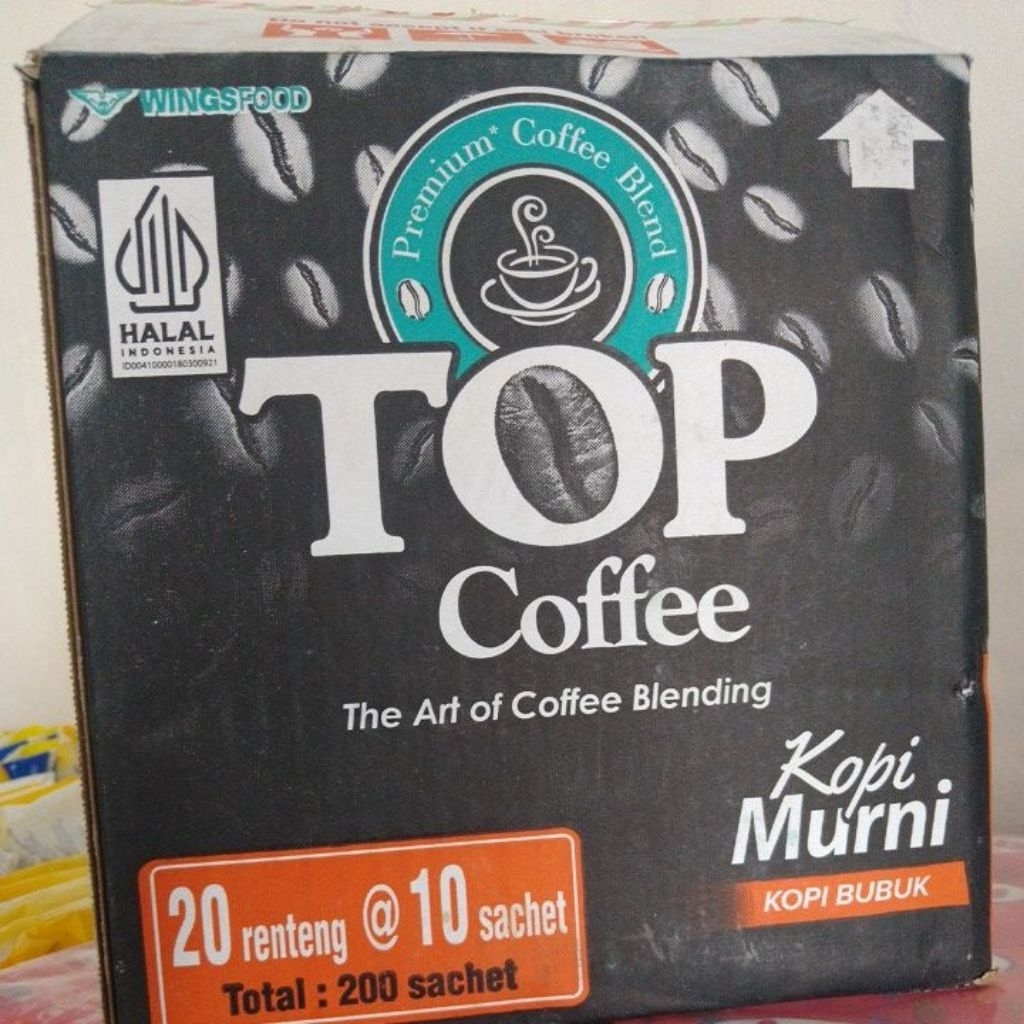 WINGSFOOD
Premium* Coffee Blend
HALAL
INDONESIA
ID00410000180300921
TOP
Coffee
The Art of Coffee Blending
Kopi
Murni
KOPI BUBUK
20 renteng @ 10 sachet
Total : 200 sachet